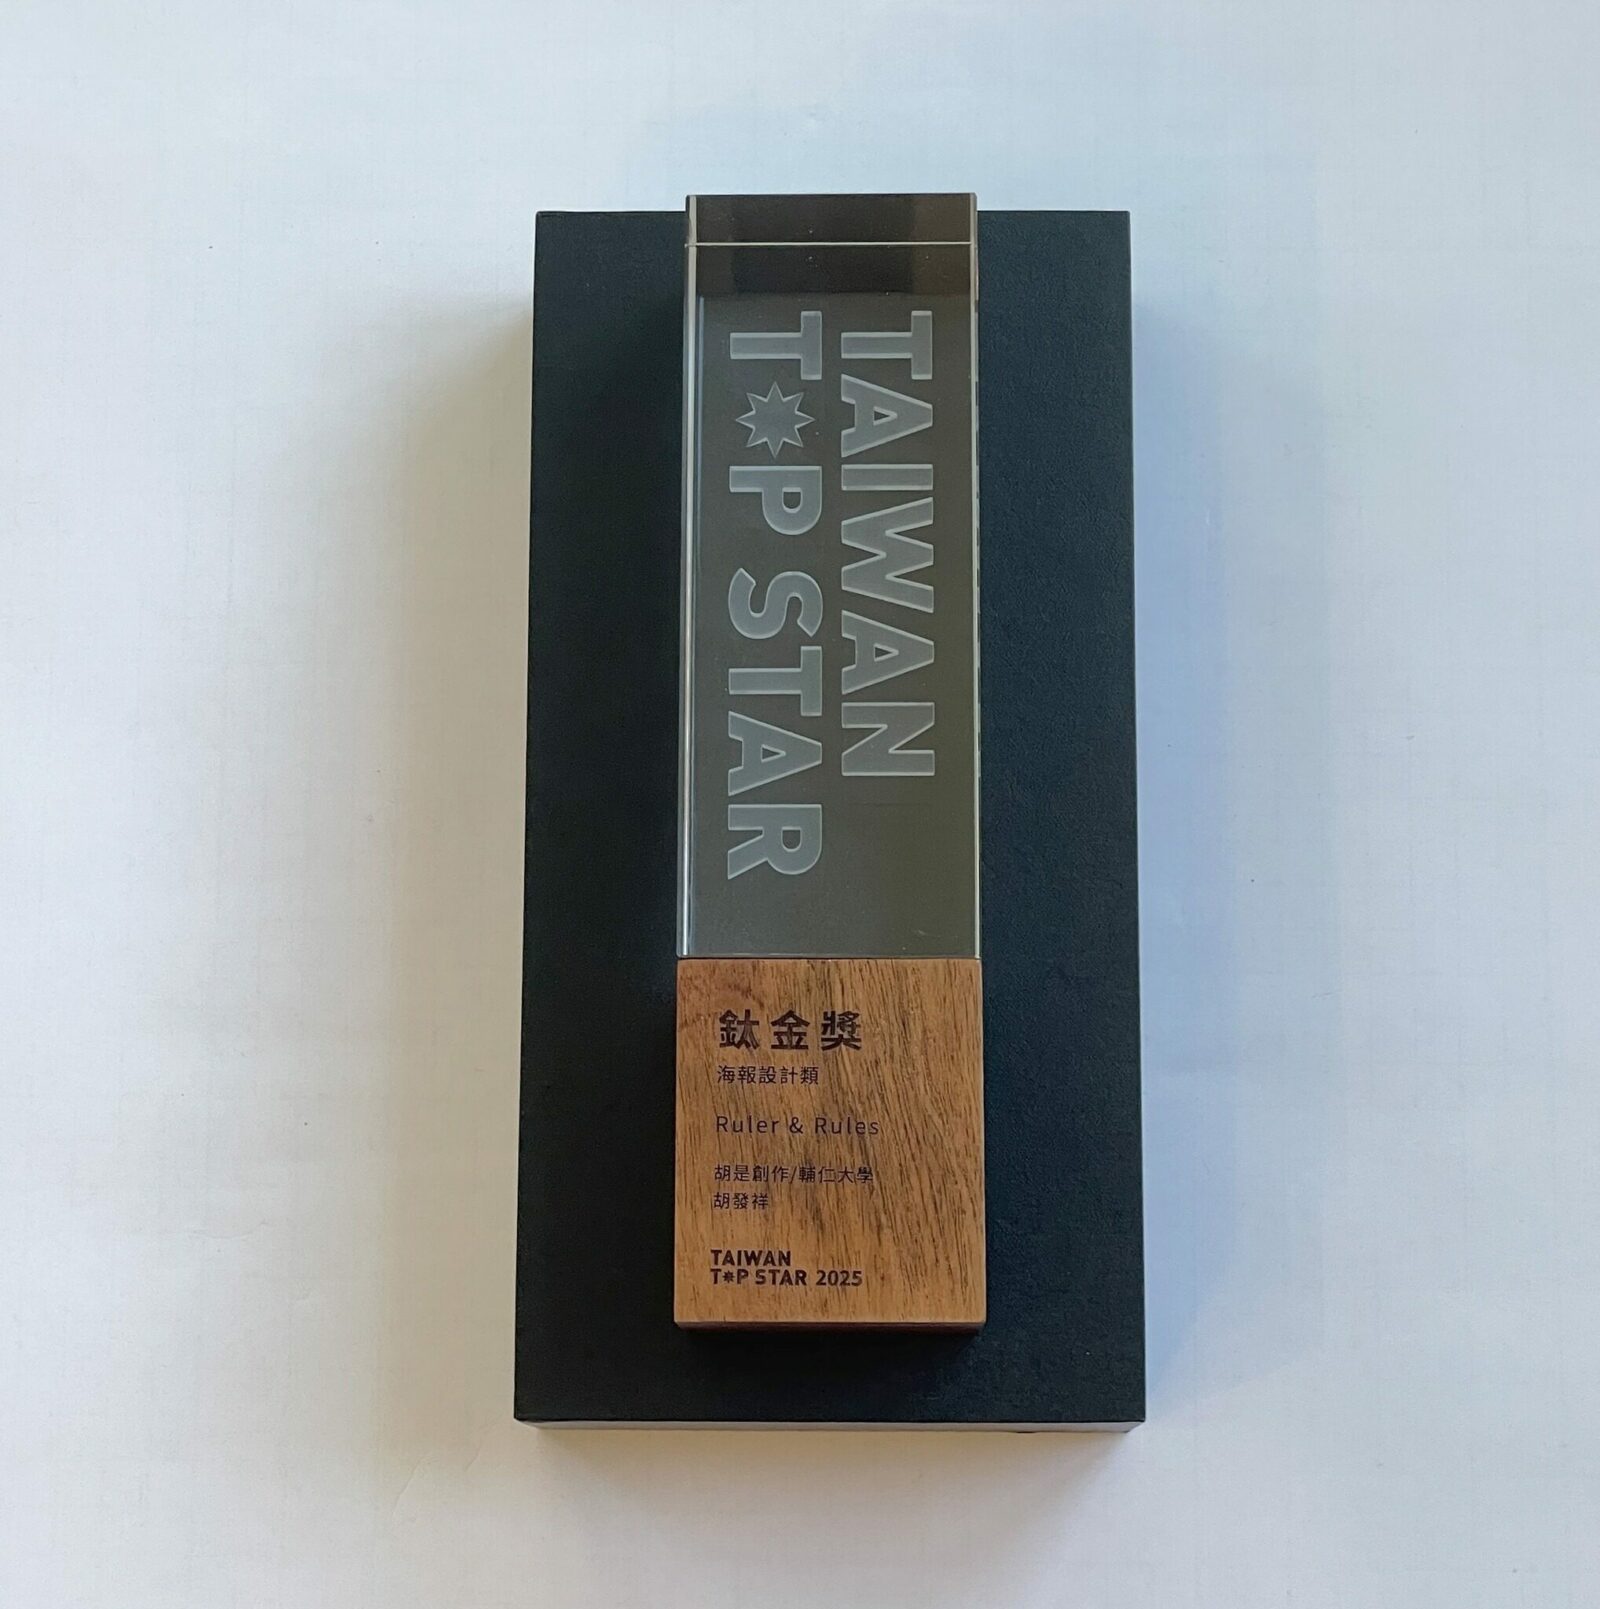 TAIWAN
T✷P STAR
鈦金獎
海報設計類
Ruler & Rules
胡是創作/輔仁大學
胡發祥
TAIWAN
T✷P STAR 2025